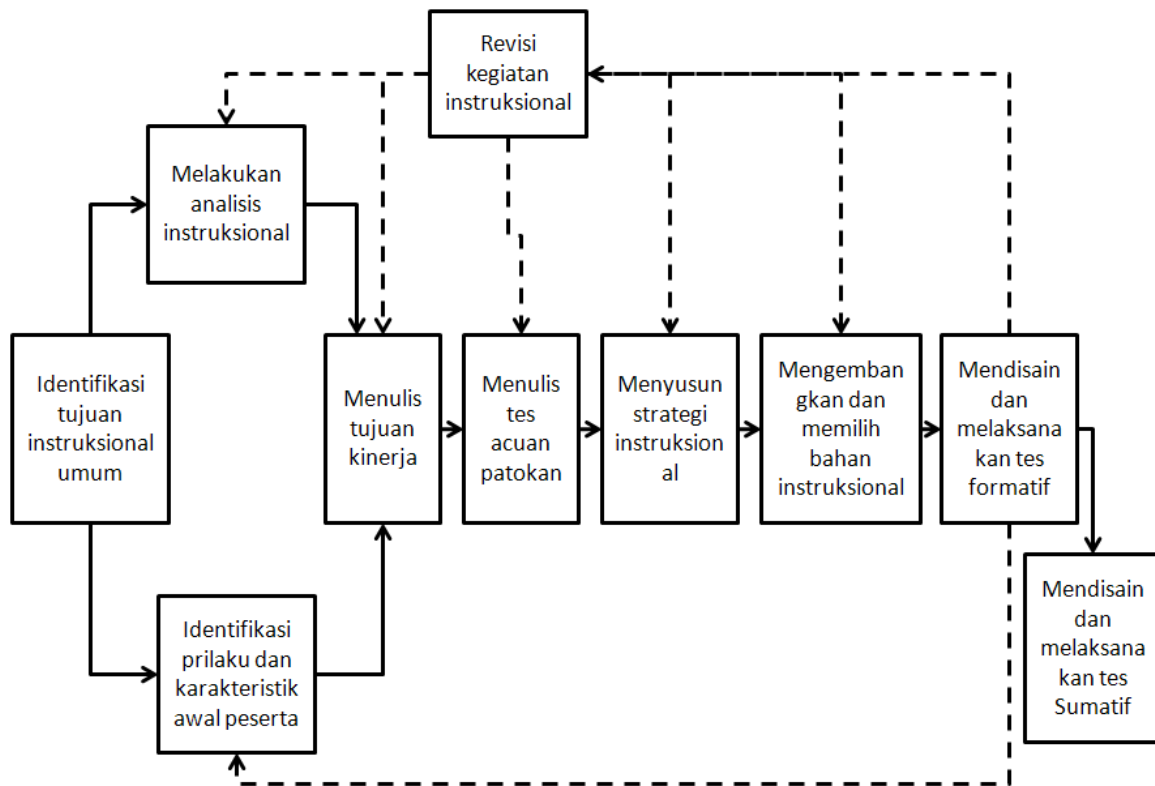 Revisi
kegiatan
instruksional
Melakukan
analisis
instruksional
Identifikasi
tujuan
instruksional
umum
Menulis
tujuan
kinerja
Menulis
tes
acuan
patokan
Menyusun
strategi
instruksion
al
Mengemban
gkan dan
memilih
bahan
instruksional
Mendisain
dan
melaksana
kan tes
formatif
Identifikasi
prilaku dan
karakteristik
awal peserta
Mendisain
dan
melaksana
kan tes
Sumatif